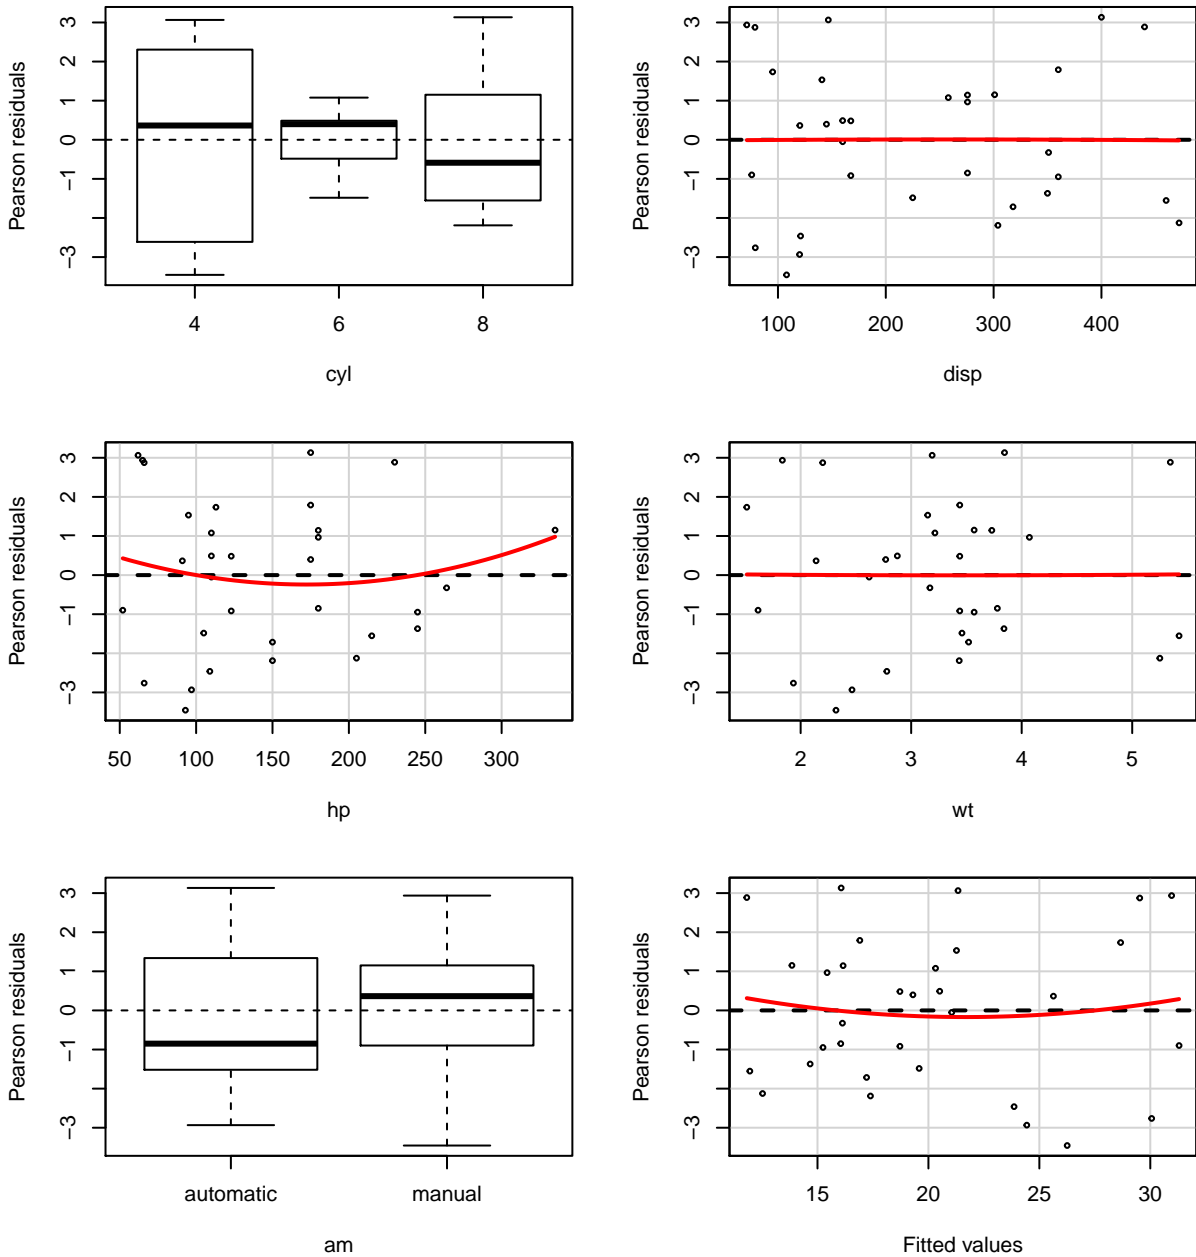 Pearson residuals
3
2
1
0
−1
−3
4 6 8
cyl
Pearson residuals
3
2
1
0
−1
−3
100 200 300 400
disp
Pearson residuals
3
2
1
0
−1
−3
50 100 150 200 250 300
hp
Pearson residuals
3
2
1
0
−1
−3
2 3 4 5
wt
Pearson residuals
3
2
1
0
−1
−3
automatic manual
am
Pearson residuals
3
2
1
0
−1
−3
15 20 25 30
Fitted values